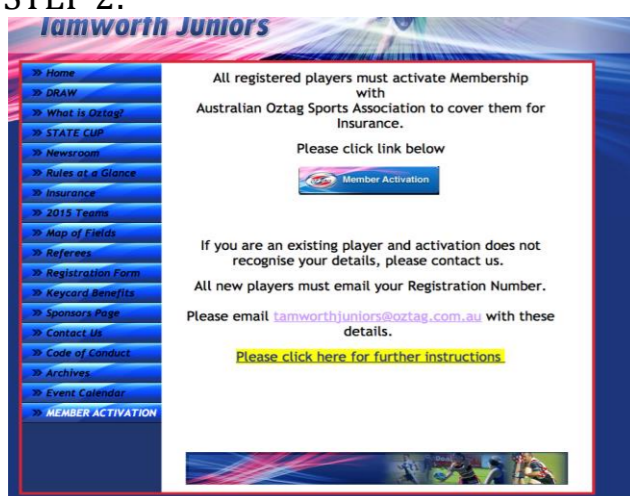 STEP 2:
Tamworth Juniors
» Home
» DRAW
» What is Oztag?
» STATE CUP
» Newsroom
» Rules at a Glance
» Insurance
» 2015 Teams
» Map of Fields
» Referees
» Registration Form
» Keycard Benefits
» Sponsors Page
» Contact Us
» Code of Conduct
» Archives
» Event Calendar
» MEMBER ACTIVATION
All registered players must activate Membership
with
Australian Oztag Sports Association to cover them for
Insurance.
Please click link below
Member Activation
If you are an existing player and activation does not
recognise your details, please contact us.
All new players must email your Registration Number.
Please email tamworthjuniors@oztag.com.au with these
details.
Please click here for further instructions